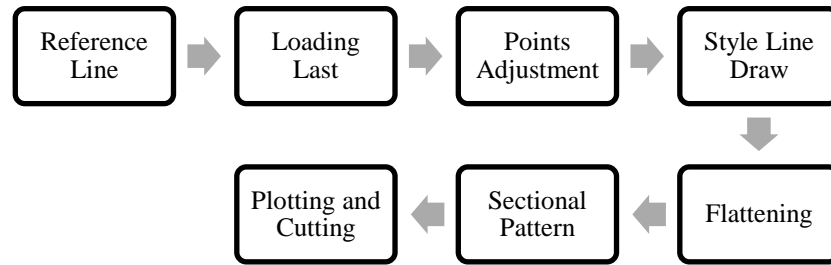 Reference
Line
Loading
Last
Points
Adjustment
Style Line
Draw
Flattening
Sectional
Pattern
Plotting and
Cutting